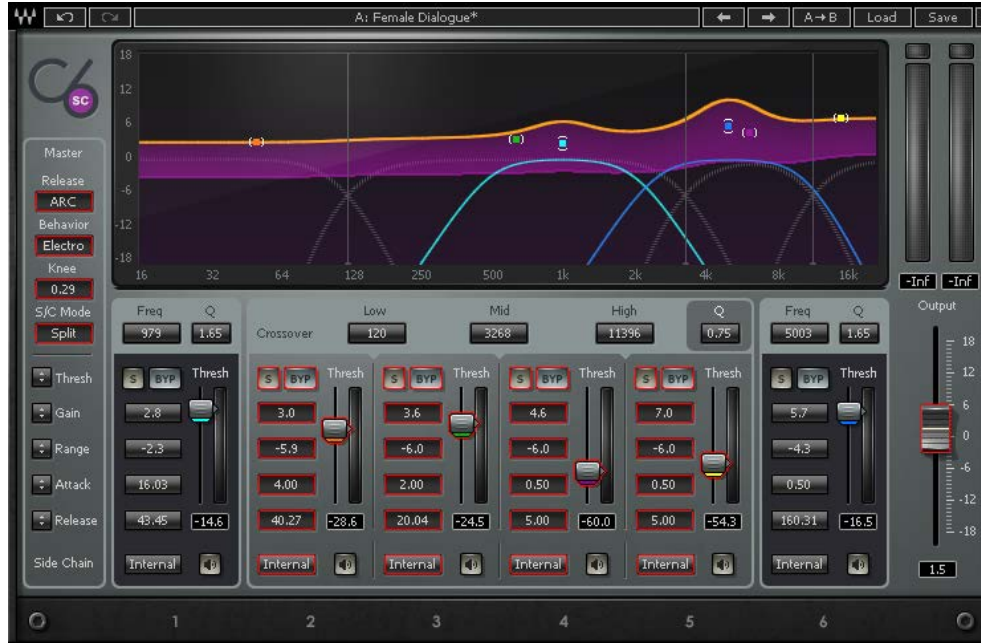 A: Female Dialogue*
A→B Load Save
C6
SC
Master
Release
ARC
Behavior
Electro
Knee
0.29
S/C Mode
Split
Thresh
Gain
Range
Attack
Release
Side Chain
18
12
6
0
-6
-12
-18
16 32 64 128 250 500 1k 2k 4k 8k 16k
Freq Q
979 1.65
Low Mid High Q
Crossover 120 3268 11396 0.75
Freq Q
5003 1.65
S BYP Thresh S BYP Thresh S BYP Thresh S BYP Thresh S BYP Thresh S BYP Thresh
2.8 3.0 3.6 4.6 7.0 5.7
-2.3 -5.9 -6.0 -6.0 -6.0 -4.3
16.03 4.00 2.00 0.50 0.50 0.50
43.45 -14.6 40.27 -28.6 20.04 -24.5 5.00 -60.0 5.00 -54.3 160.31 -16.5
Internal Internal Internal Internal Internal Internal
-Inf -Inf
Output
18
12
6
0
-6
-12
-18
1.5
1 2 3 4 5 6